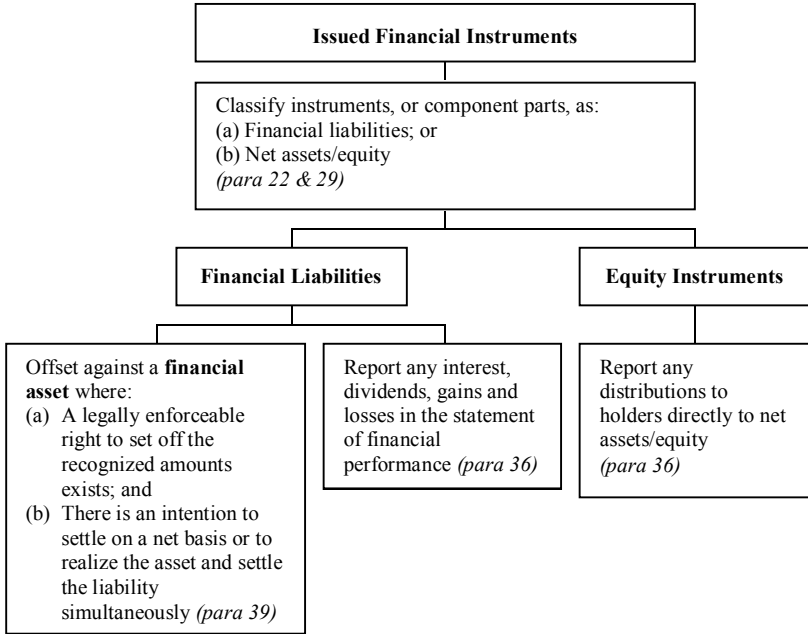 Issued Financial Instruments
Classify instruments, or component parts, as:
(a) Financial liabilities; or
(b) Net assets/equity
(para 22 & 29)
Financial Liabilities
Equity Instruments
Offset against a financial
asset where:
(a) A legally enforceable
right to set off the
recognized amounts
exists; and
(b) There is an intention to
settle on a net basis or to
realize the asset and settle
the liability
simultaneously (para 39)
Report any interest,
dividends, gains and
losses in the statement
of financial
performance (para 36)
Report any
distributions to
holders directly to net
assets/equity
(para 36)